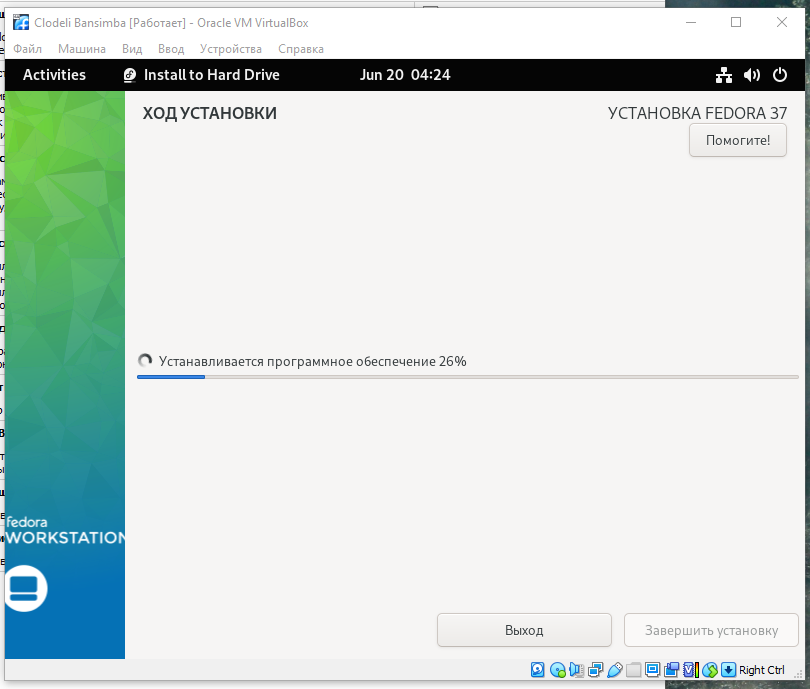 Clodeli Bansimba [Работает] - Oracle VM VirtualBox
Файл Машина Вид Ввод Устройства Справка
Activities Install to Hard Drive Jun 20 04:24
ХОД УСТАНОВКИ УСТАНОВКА FEDORA 37
Помогите!
Устанавливается программное обеспечение 26%
fedora
WORKSTATION
Выход Завершить установку
Right Ctrl